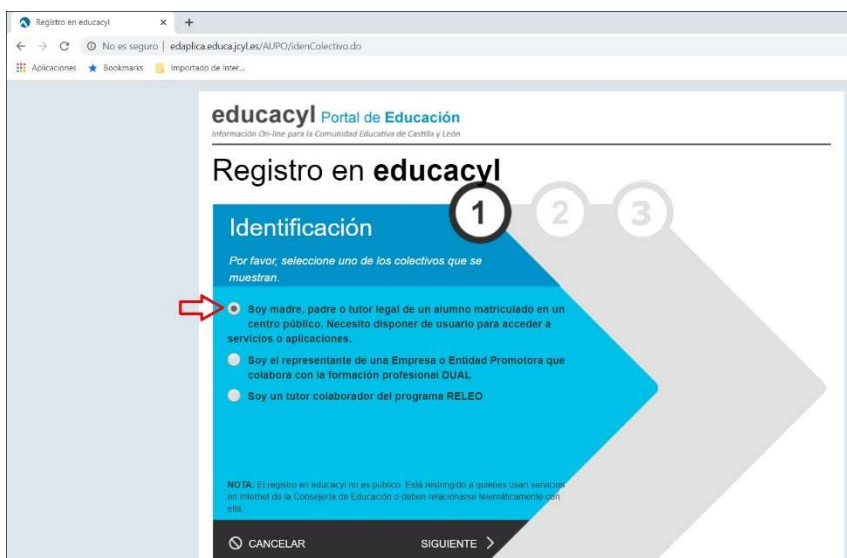 Registro en educacyl
No es seguro | edaplica.educa.jcyl.es/AUPO/idenColectivo.do
Aplicaciones Bookmarks Importado de Inter...
educacyl Portal de Educación
Información On-line para la Comunidad Educativa de Castilla y León
Registro en educacyl
1 2 3
Identificación
Por favor, seleccione uno de los colectivos que se
muestran.
Soy madre, padre o tutor legal de un alumno matriculado en un
centro público. Necesito disponer de usuario para acceder a
servicios o aplicaciones.
Soy el representante de una Empresa o Entidad Promotora que
colabora con la formación profesional DUAL
Soy un tutor colaborador del programa RELEO
NOTA: El registro en educacyl no es público. Está restringido a quienes usan servicios
en Internet de la Consejería de Educación o deben relacionarse telemáticamente con
ella.
CANCELAR SIGUIENTE